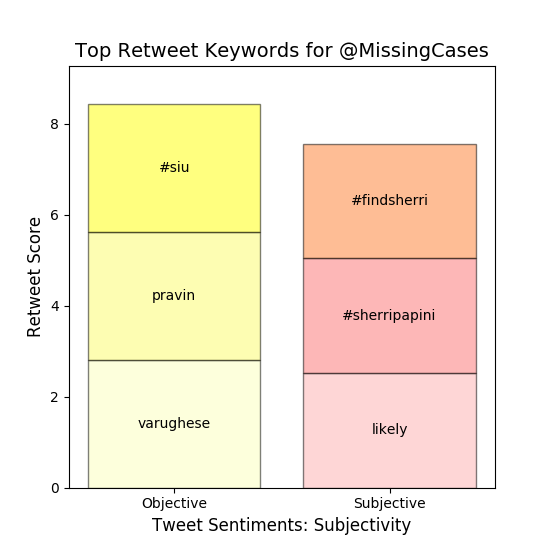 Top Retweet Keywords for @MissingCases
Retweet Score
8
6
4
2
0
#siu
pravin
varughese
#findsherri
#sherripapini
likely
Objective
Subjective
Tweet Sentiments: Subjectivity